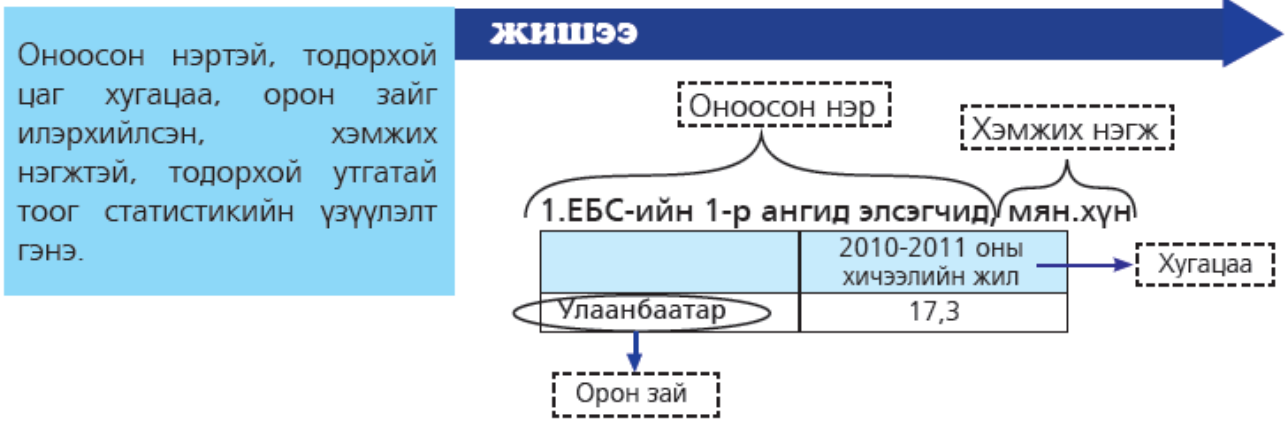 Оноосон нэртэй, тодорхой
цаг хугацаа, орон зайг
илэрхийлсэн, хэмжих
нэгжтэй, тодорхой утгатай
тоог статистикийн үзүүлэлт
гэнэ.
жишээ
Оноосон нэр
Хэмжих нэгж
1.ЕБС-ийн 1-р ангид элсэгчид, мян.хүн
2010-2011 оны
хичээлийн жил
Хугацаа
Улаанбаатар 17,3
Орон зай